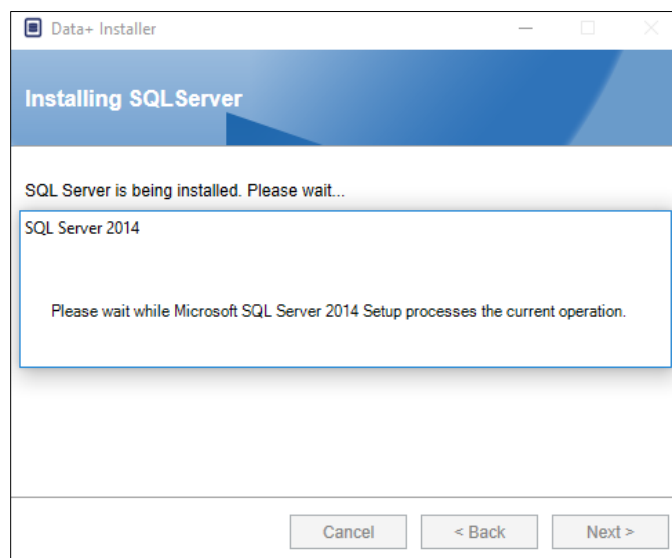 Data+ Installer
Installing SQLServer
SQL Server is being installed. Please wait...
SQL Server 2014
Please wait while Microsoft SQL Server 2014 Setup processes the current operation.
Cancel
< Back
Next >